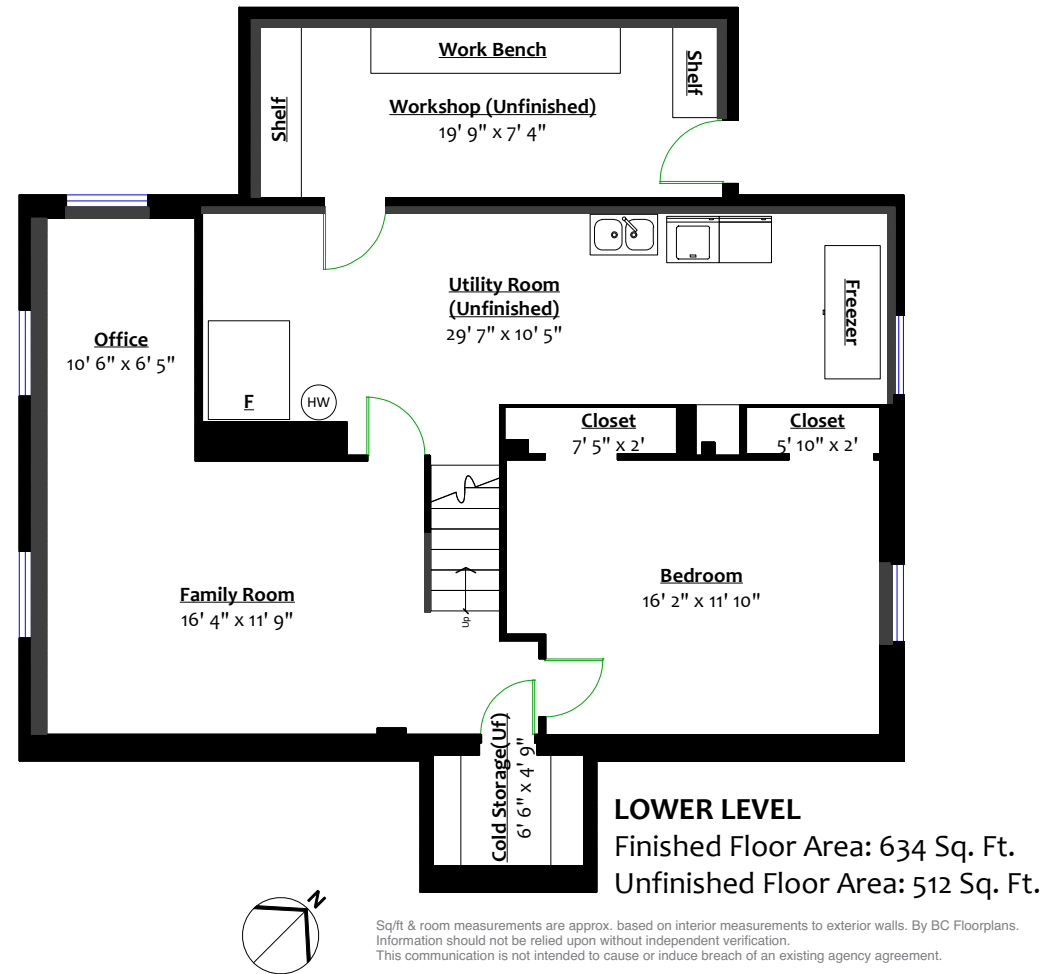 Work Bench
Shelf
Shelf
Workshop (Unfinished)
19' 9" x 7' 4"
Utility Room
(Unfinished)
29' 7" x 10' 5"
Freezer
Office
10' 6" x 6' 5"
F
HW
Closet
7' 5" x 2'
Closet
5' 10" x 2'
Family Room
16' 4" x 11' 9"
Up
Bedroom
16' 2" x 11' 10"
Cold Storage(Uf)
6' 6" x 4' 9"
LOWER LEVEL
Finished Floor Area: 634 Sq. Ft.
Unfinished Floor Area: 512 Sq. Ft.
N
Sq/ft & room measurements are approx. based on interior measurements to exterior walls. By BC Floorplans.
Information should not be relied upon without independent verification.
This communication is not intended to cause or induce breach of an existing agency agreement.